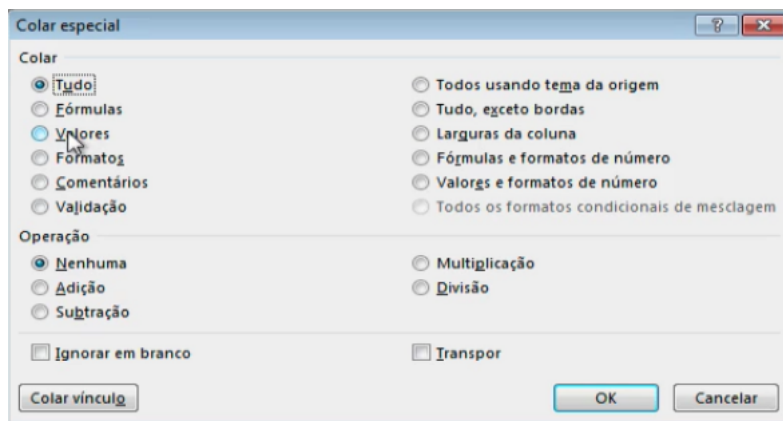 Colar especial
Colar
Tudo
Fórmulas
Valores
Formatos
Comentários
Validação
Todos usando tema da origem
Tudo, exceto bordas
Larguras da coluna
Fórmulas e formatos de número
Valores e formatos de número
Todos os formatos condicionais de mesclagem
Operação
Nenhuma
Adição
Subtração
Multiplicação
Divisão
Ignorar em branco
Transpor
Colar vínculo
OK
Cancelar